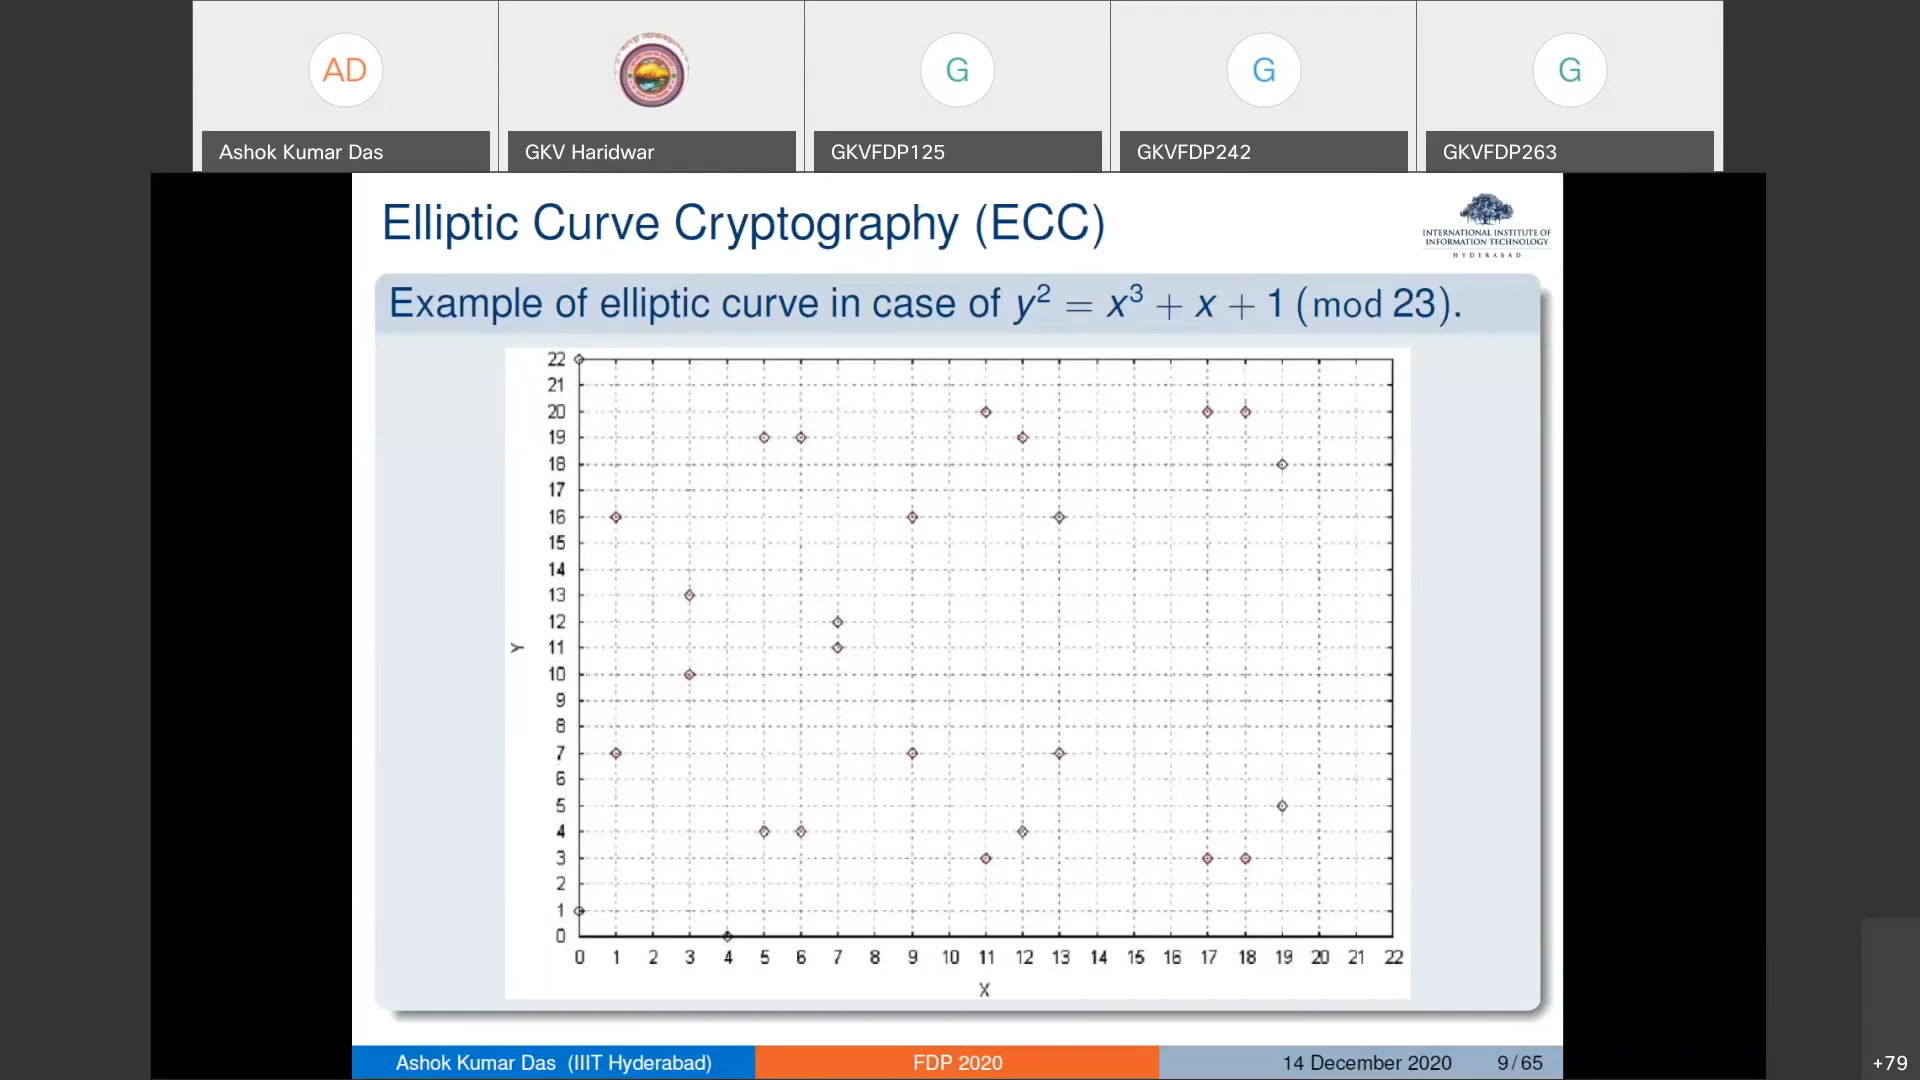 AD
G
G
G
Ashok Kumar Das
GKV Haridwar
GKVFDP125
GKVFDP242
GKVFDP263
Elliptic Curve Cryptography (ECC)
INTERNATIONAL INSTITUTE OF
INFORMATION TECHNOLOGY
HYDERABAD
Example of elliptic curve in case of y² = x³ + x + 1 (mod 23).
22
21
20
19
18
17
16
15
14
13
12
11
10
9
8
7
6
5
4
3
2
1
0
Y
0 1 2 3 4 5 6 7 8 9 10 11 12 13 14 15 16 17 18 19 20 21 22
X
Ashok Kumar Das (IIIT Hyderabad)
FDP 2020
14 December 2020
9/65
+79